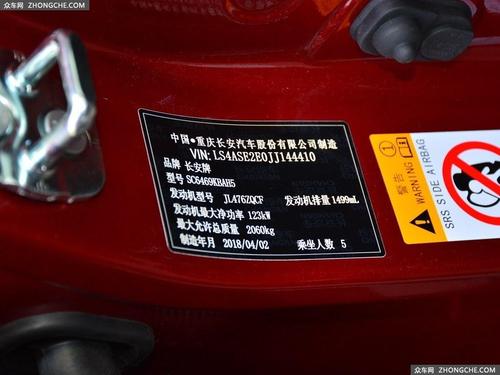 众车网 ZHONGCHE.COM
中国·重庆长安汽车股份有限公司制造
VIN: LS4ASE2E0JJ144410
品牌 长安牌
型号 SC6469KBAH5
发动机型号 JL476ZQCF 发动机排量 1499mL
发动机最大净功率 123kW
最大允许总质量 2060kg
制造年月 2018/04/02 乘坐人数 5
警告
WARNING
SRS SIDE AIRBAG
众车网 ZHONGCHE.COM